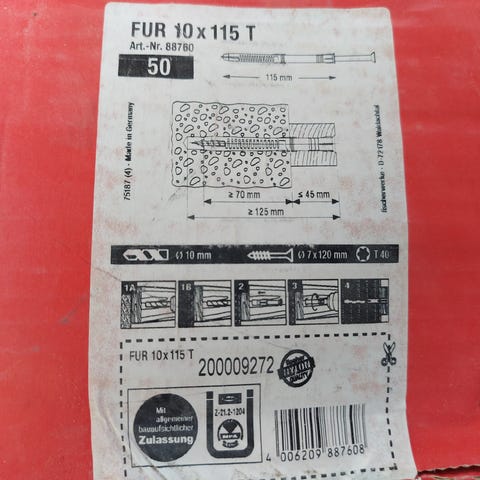 FUR 10 x 115 T
Art.-Nr. 88760
50
115 mm
75187 (4) · Made in Germany
fischerwerke · D-72178 Waldachtal
≥ 70 mm
≤ 45 mm
≥ 125 mm
Ø 10 mm
Ø 7 x 120 mm
T 40
1A
1B
2
3
4
FUR 10 x 115 T
200009272
Mit
allgemeiner
bauaufsichtlicher
Zulassung
Z-21.2-1204
MPA
4 006209 887608